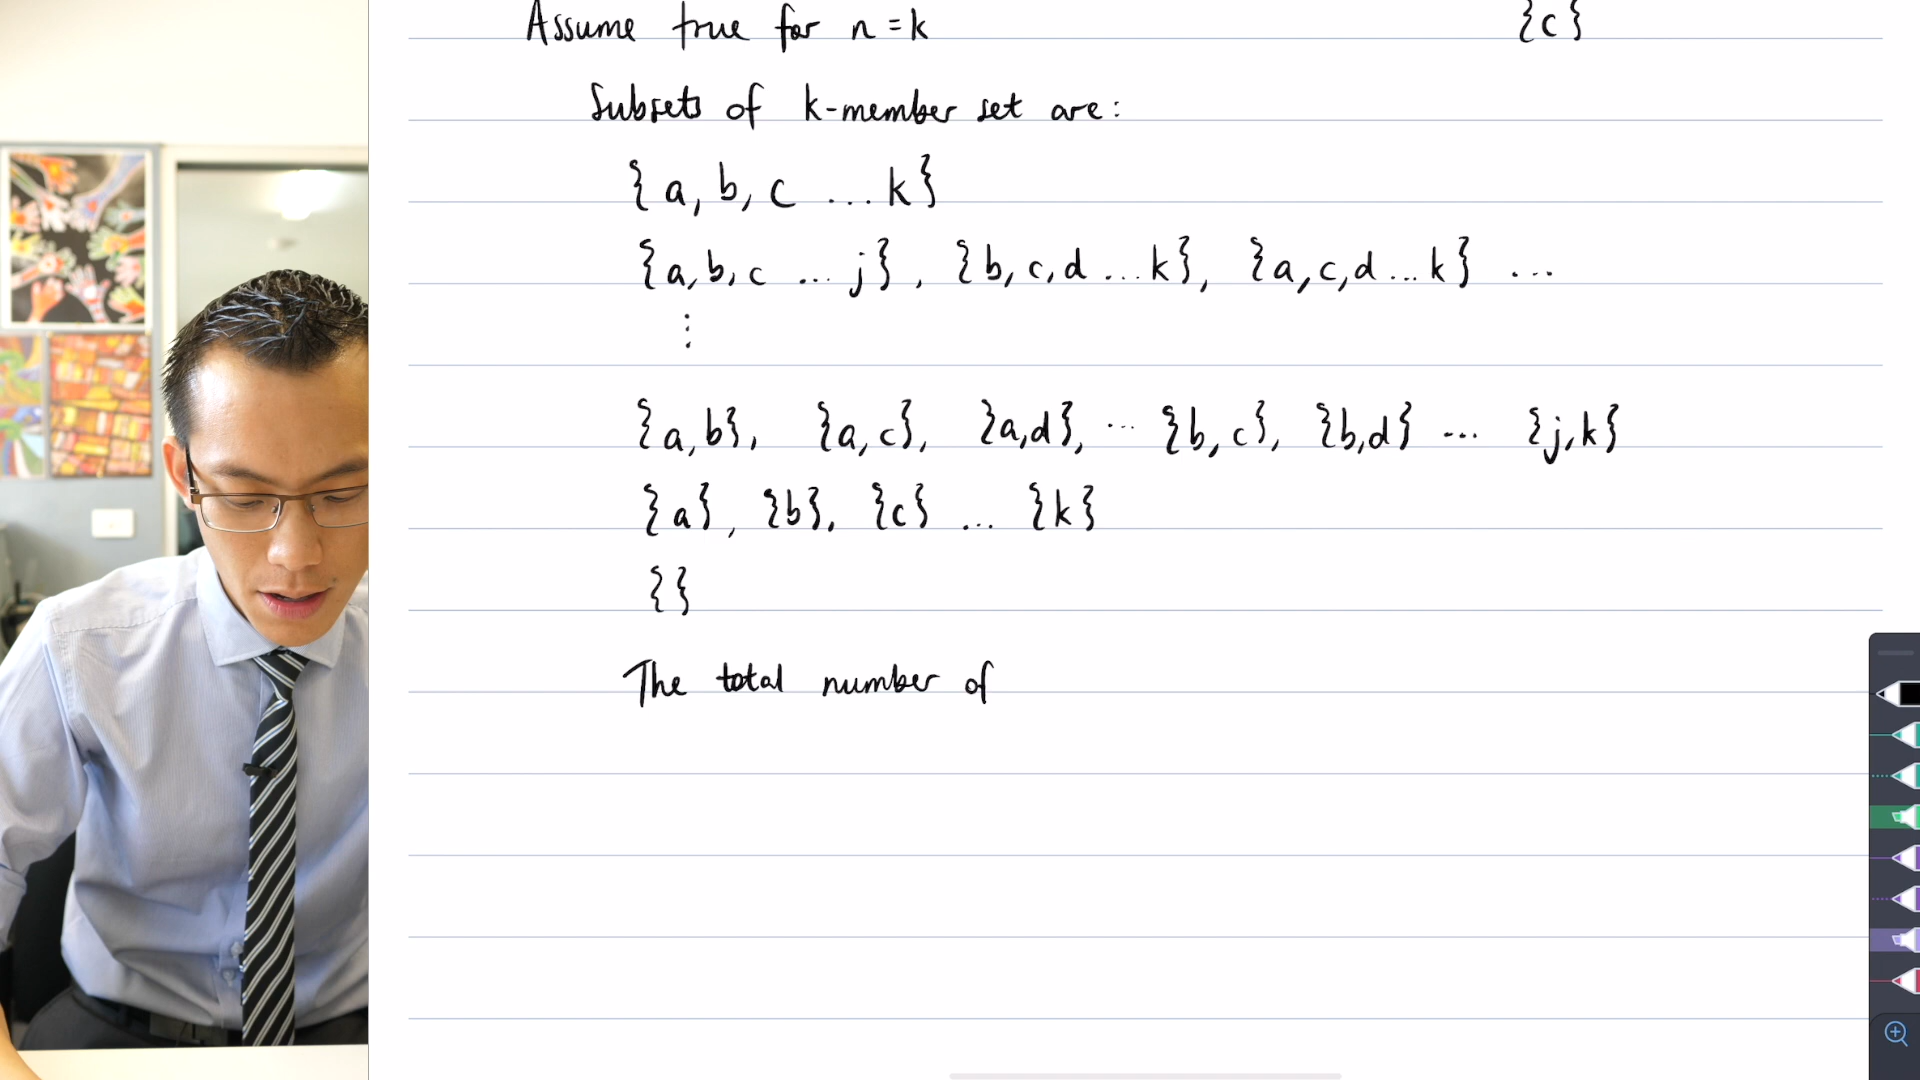 Assume true for n = k
{c}
Subsets of k-member set are:
{a, b, c ... k}
{a, b, c ... j}, {b, c, d ... k}, {a, c, d ... k} ...
⋮
{a, b}, {a, c}, {a, d}, ... {b, c}, {b, d} ... {j, k}
{a}, {b}, {c} ... {k}
{}
The total number of